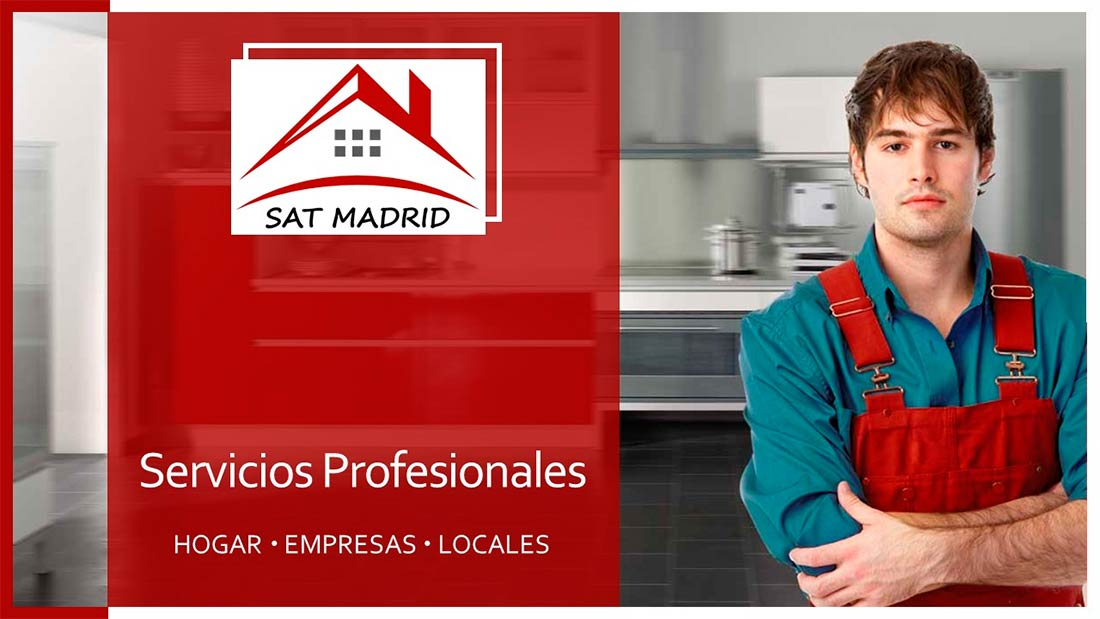 SAT MADRID
Servicios Profesionales
HOGAR • EMPRESAS • LOCALES